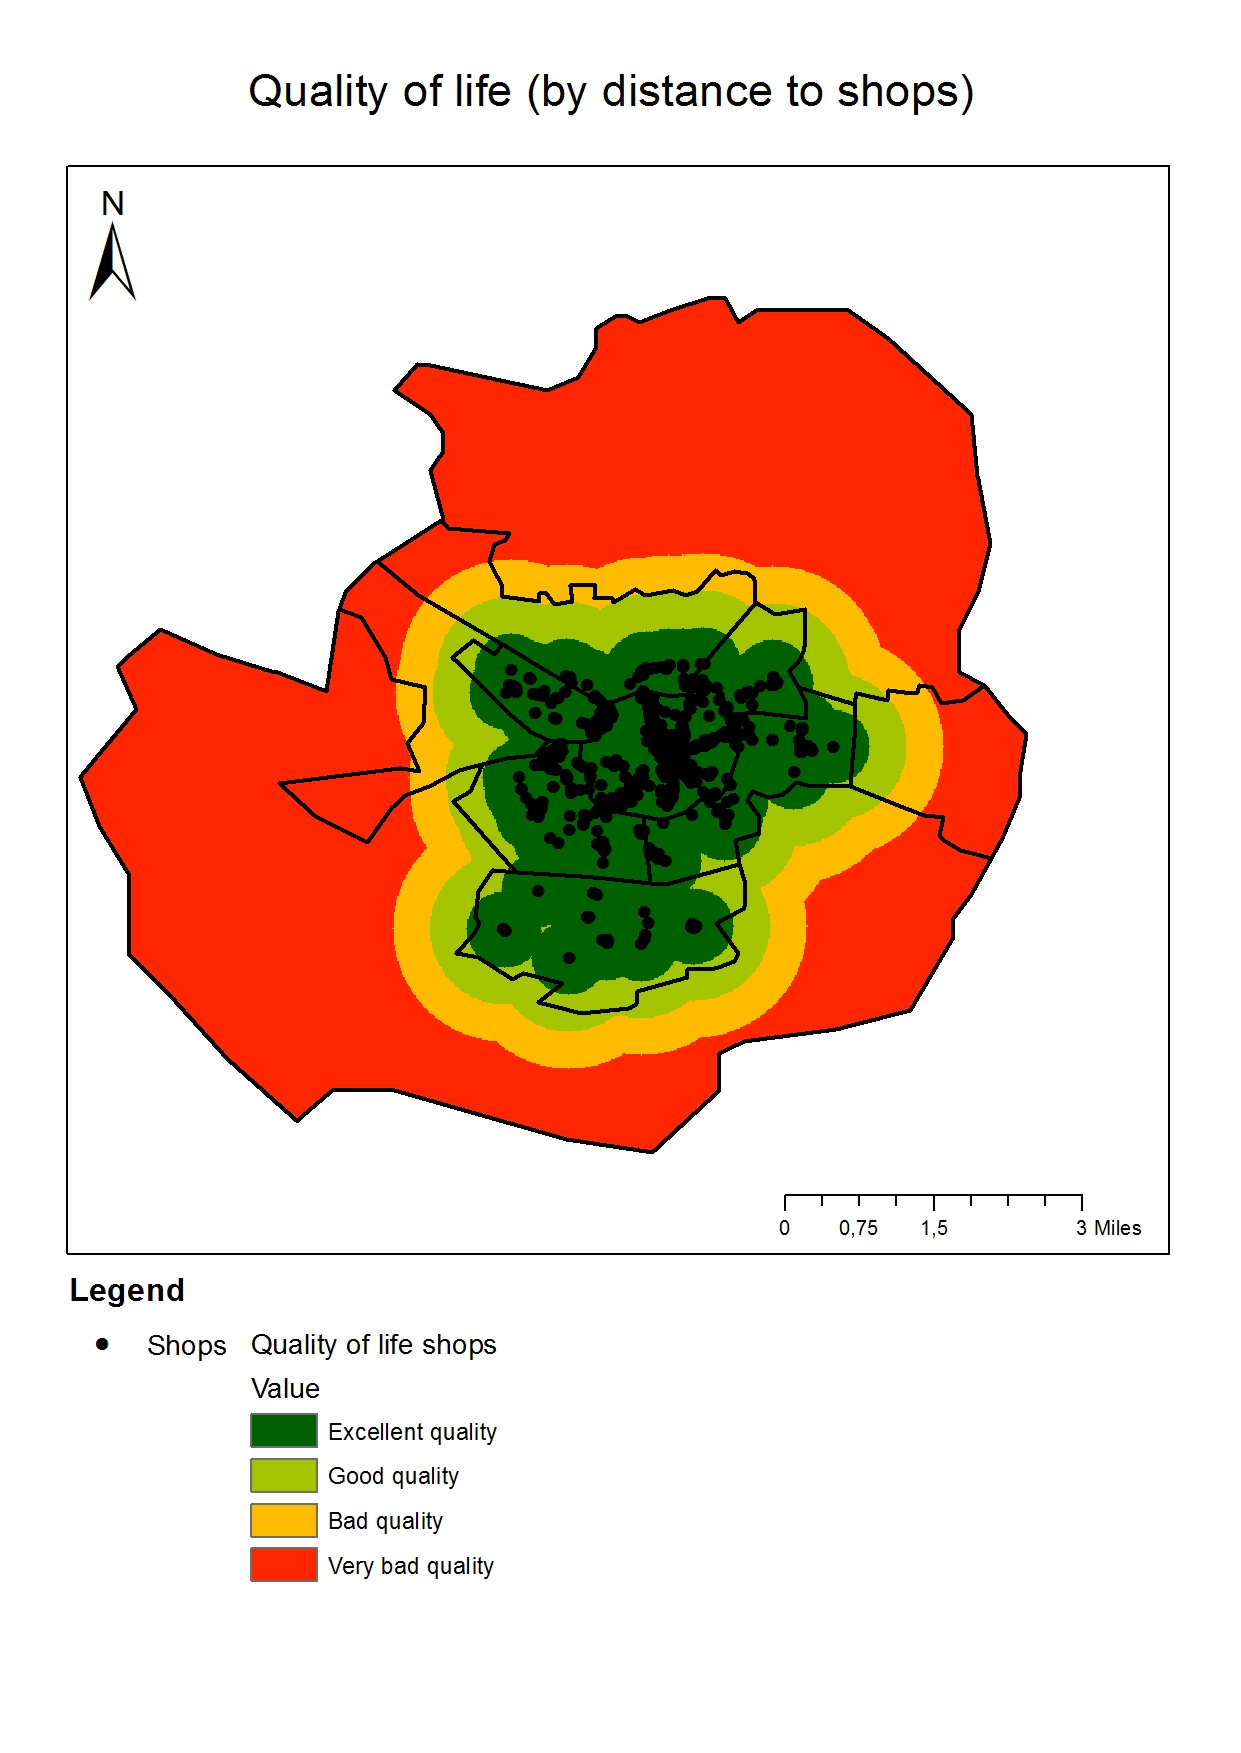 Quality of life (by distance to shops)
N
0 0,75 1,5 3 Miles
Legend
Shops Quality of life shops
Value
Excellent quality
Good quality
Bad quality
Very bad quality